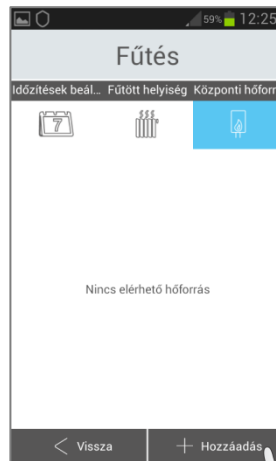 59% 12:25
Fűtés
Időzítések beál... Fűtött helyiség Központi hőforr
7
Nincs elérhető hőforrás
Vissza Hozzáadás